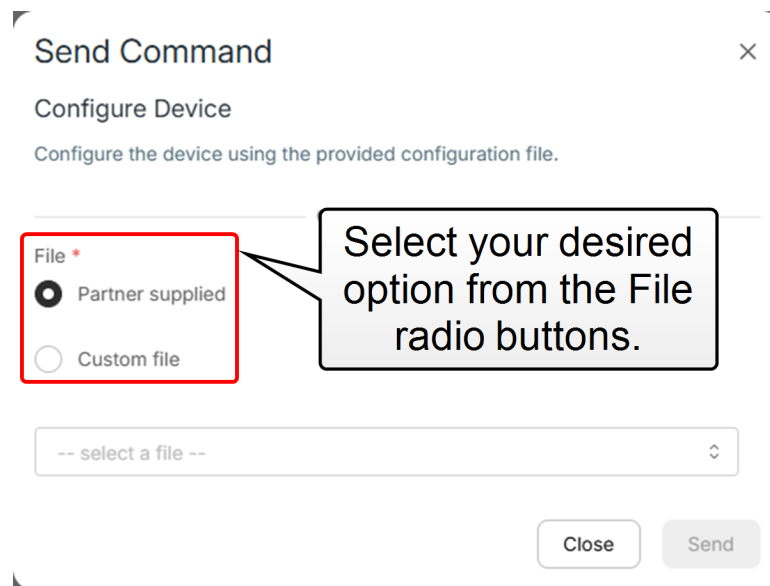 Send Command
Configure Device
Configure the device using the provided configuration file.
File *
Partner supplied
Custom file
Select your desired
option from the File
radio buttons.
-- select a file --
Close
Send